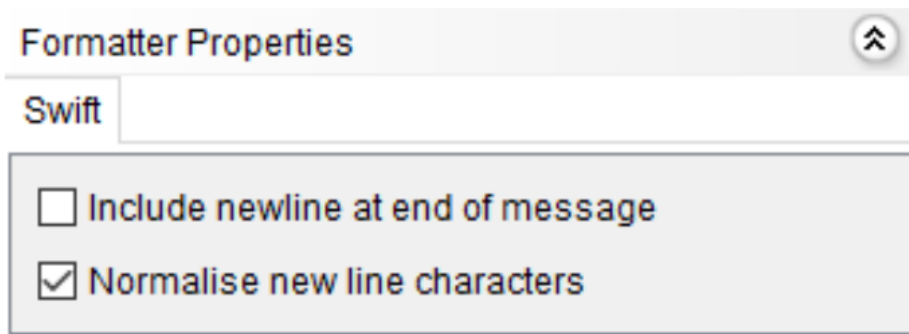 Formatter Properties
Swift
Include newline at end of message
Normalise new line characters